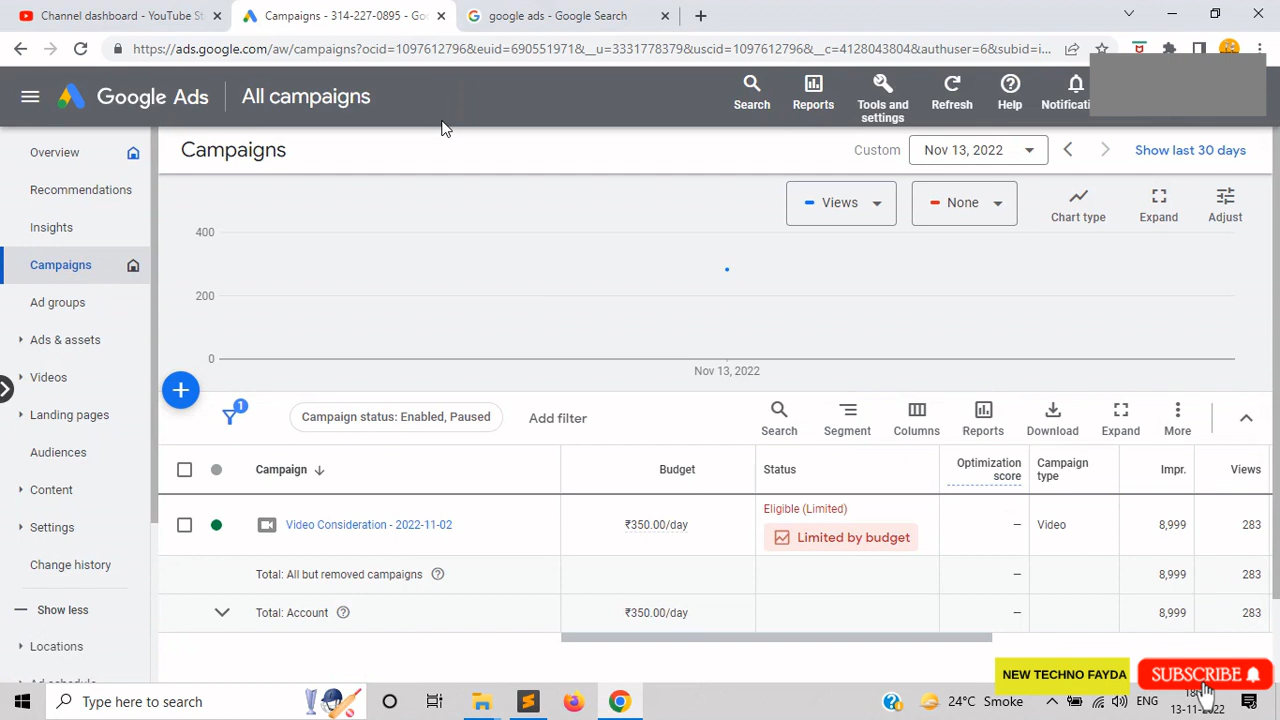 Channel dashboard - YouTube St
Campaigns - 314-227-0895 - Goo
google ads - Google Search
https://ads.google.com/aw/campaigns?ocid=1097612796&euid=690551971&__u=3331778379&uscid=1097612796&__c=4128043804&authuser=6&subid=i...
Google Ads
All campaigns
Search
Reports
Tools and
settings
Refresh
Help
Notificati
Overview
Recommendations
Insights
Campaigns
Ad groups
Ads & assets
Videos
Landing pages
Audiences
Content
Settings
Change history
Show less
Locations
Campaigns
Custom
Nov 13, 2022
Show last 30 days
Views
None
Chart type
Expand
Adjust
400
200
0
Nov 13, 2022
1
Campaign status: Enabled, Paused
Add filter
Search
Segment
Columns
Reports
Download
Expand
More
Campaign
Budget
Status
Optimization
score
Campaign
type
Impr.
Views
Video Consideration - 2022-11-02
₹350.00/day
Eligible (Limited)
Limited by budget
–
Video
8,999
283
Total: All but removed campaigns
–
8,999
283
Total: Account
₹350.00/day
–
8,999
283
NEW TECHNO FAYDA
SUBSCRIBE
Type here to search
24°C Smoke
ENG
13-11-2022